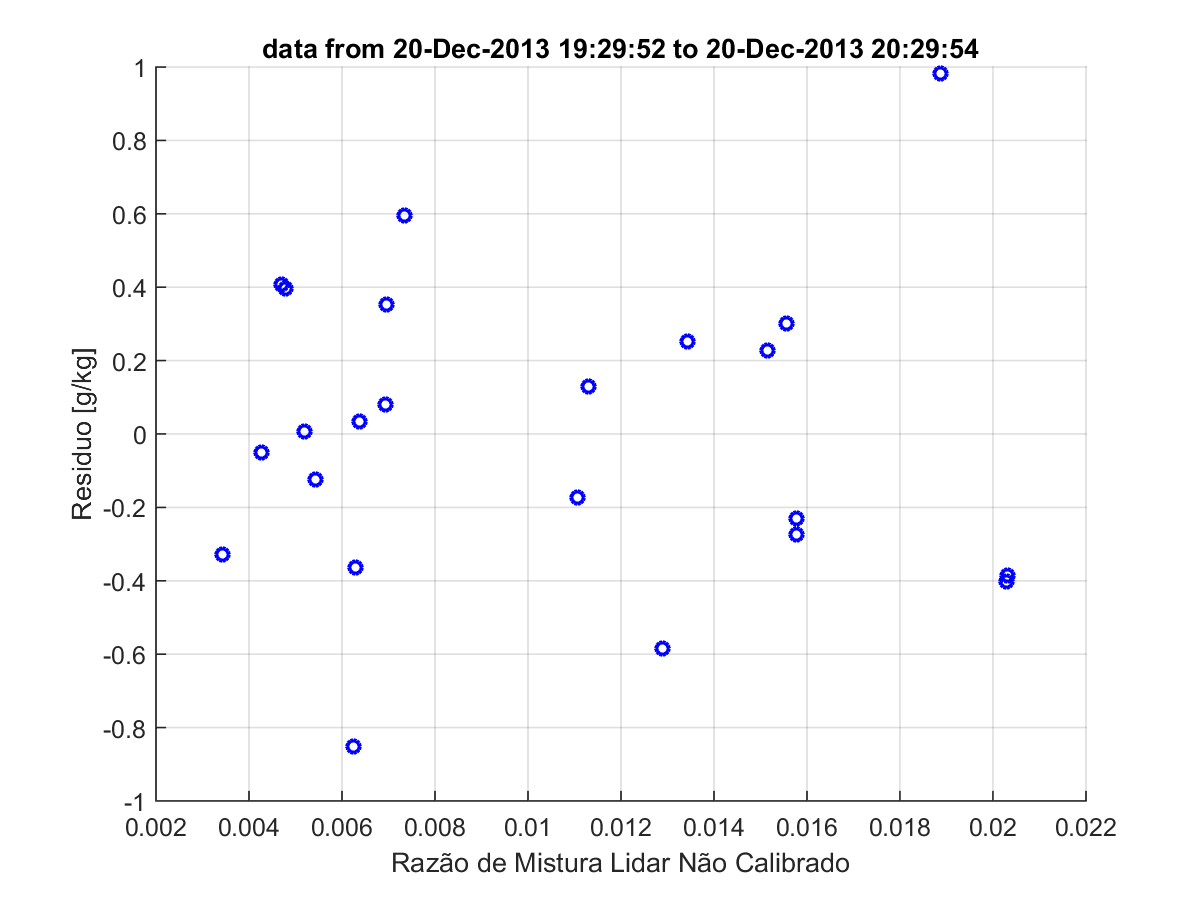 data from 20-Dec-2013 19:29:52 to 20-Dec-2013 20:29:54
1
0.8
0.6
0.4
0.2
0
-0.2
-0.4
-0.6
-0.8
-1
Residuo [g/kg]
0.002 0.004 0.006 0.008 0.01 0.012 0.014 0.016 0.018 0.02 0.022
Razão de Mistura Lidar Não Calibrado